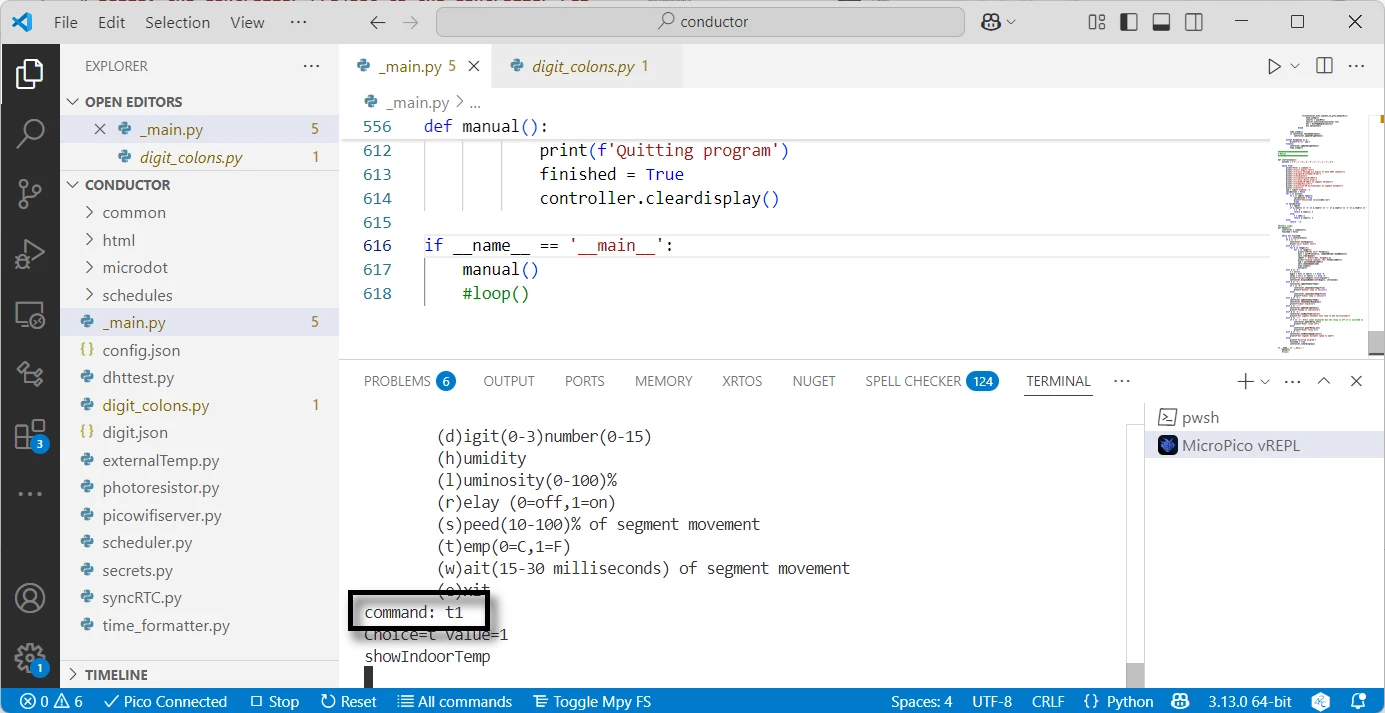 File Edit Selection View ··· conductor
EXPLORER ···
OPEN EDITORS
_main.py 5
digit_colons.py 1
CONDUCTOR
common
html
microdot
schedules
_main.py 5
config.json
dhttest.py
digit_colons.py 1
digit.json
externalTemp.py
photoresistor.py
picowifiserver.py
scheduler.py
secrets.py
syncRTC.py
time_formatter.py
TIMELINE
3
1
_main.py 5 digit_colons.py 1
_main.py > ...
556 def manual():
612 print(f'Quitting program')
613 finished = True
614 controller.cleardisplay()
615
616 if __name__ == '__main__':
617 manual()
618 #loop()
PROBLEMS 6 OUTPUT PORTS MEMORY XRTOS NUGET SPELL CHECKER 124 TERMINAL ···
(d)igit(0-3)number(0-15)
(h)umidity
(l)uminosity(0-100)%
(r)elay (0=off,1=on)
(s)peed(10-100)% of segment movement
(t)emp(0=C,1=F)
(w)ait(15-30 milliseconds) of segment movement
(e)xit
command: t1
Choice=t value=1
showIndoorTemp
pwsh
MicroPico vREPL
0 6 Pico Connected Stop Reset All commands Toggle Mpy FS Spaces: 4 UTF-8 CRLF {} Python 3.13.0 64-bit